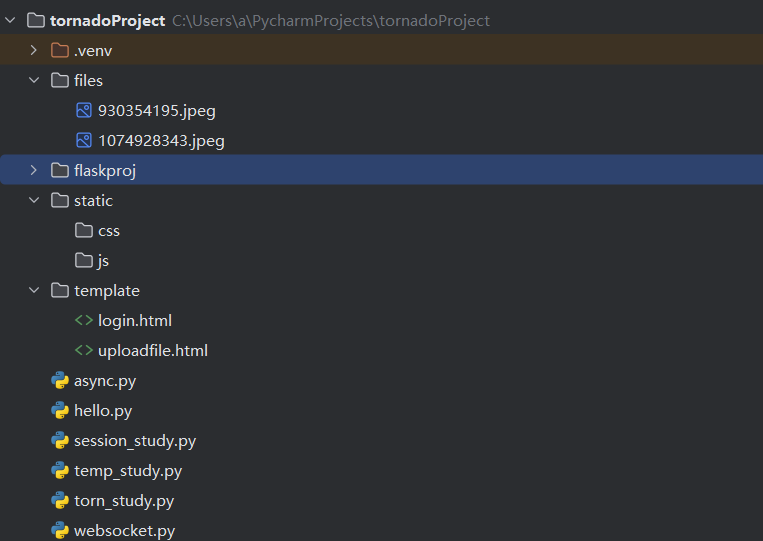 tornadoProject C:\Users\a\PycharmProjects\tornadoProject
.venv
files
930354195.jpeg
1074928343.jpeg
flaskproj
static
css
js
template
login.html
uploadfile.html
async.py
hello.py
session_study.py
temp_study.py
torn_study.py
websocket.py